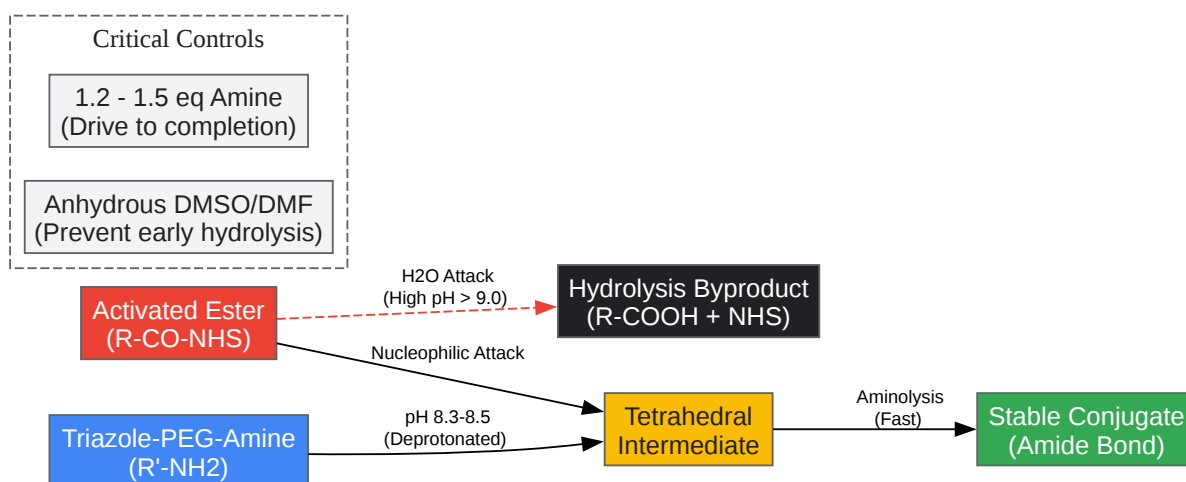 Critical Controls
1.2 - 1.5 eq Amine
(Drive to completion)
Anhydrous DMSO/DMF
(Prevent early hydrolysis)
Activated Ester
(R-CO-NHS)
H2O Attack
(High pH > 9.0)
Hydrolysis Byproduct
(R-COOH + NHS)
Nucleophilic Attack
Triazole-PEG-Amine
(R'-NH2)
pH 8.3-8.5
(Deprotonated)
Tetrahedral
Intermediate
Aminolysis
(Fast)
Stable Conjugate
(Amide Bond)